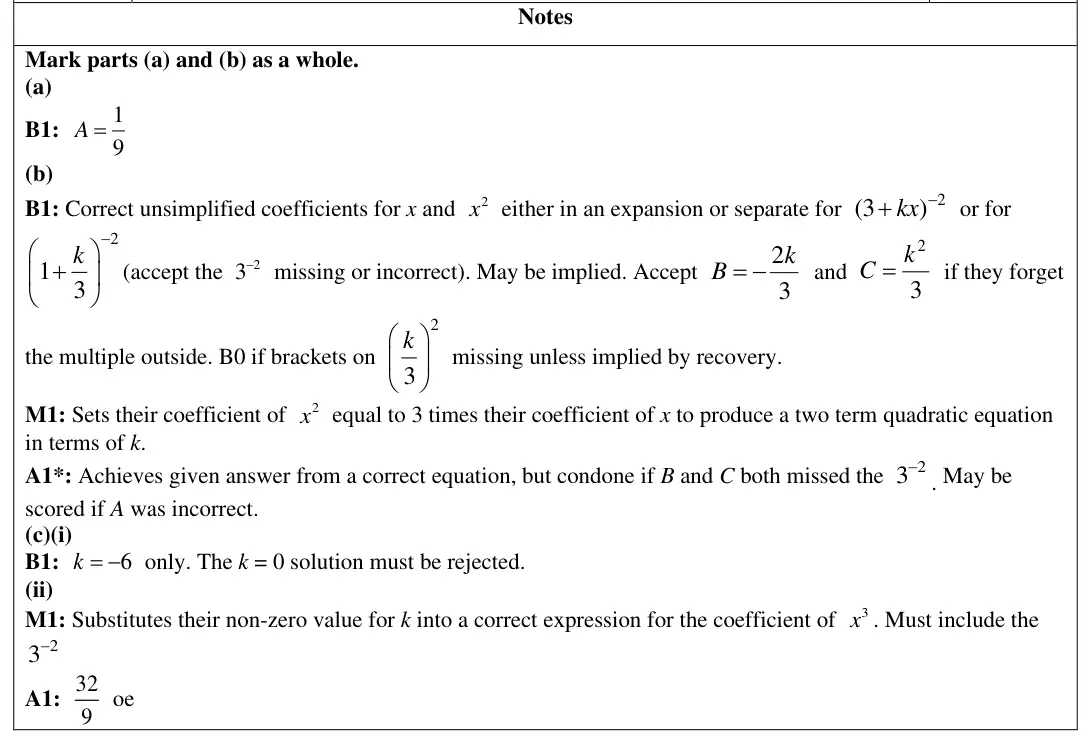 Notes
Mark parts (a) and (b) as a whole.
(a)
B1: A = 1/9
(b)
B1: Correct unsimplified coefficients for x and x² either in an expansion or separate for (3 + kx)⁻² or for
(1 + k/3)⁻² (accept the 3⁻² missing or incorrect). May be implied. Accept B = −2k/3 and C = k²/3 if they forget
the multiple outside. B0 if brackets on (k/3)² missing unless implied by recovery.
M1: Sets their coefficient of x² equal to 3 times their coefficient of x to produce a two term quadratic equation
in terms of k.
A1*: Achieves given answer from a correct equation, but condone if B and C both missed the 3⁻². May be
scored if A was incorrect.
(c)(i)
B1: k = −6 only. The k = 0 solution must be rejected.
(ii)
M1: Substitutes their non-zero value for k into a correct expression for the coefficient of x³. Must include the
3⁻²
A1: 32/9 oe